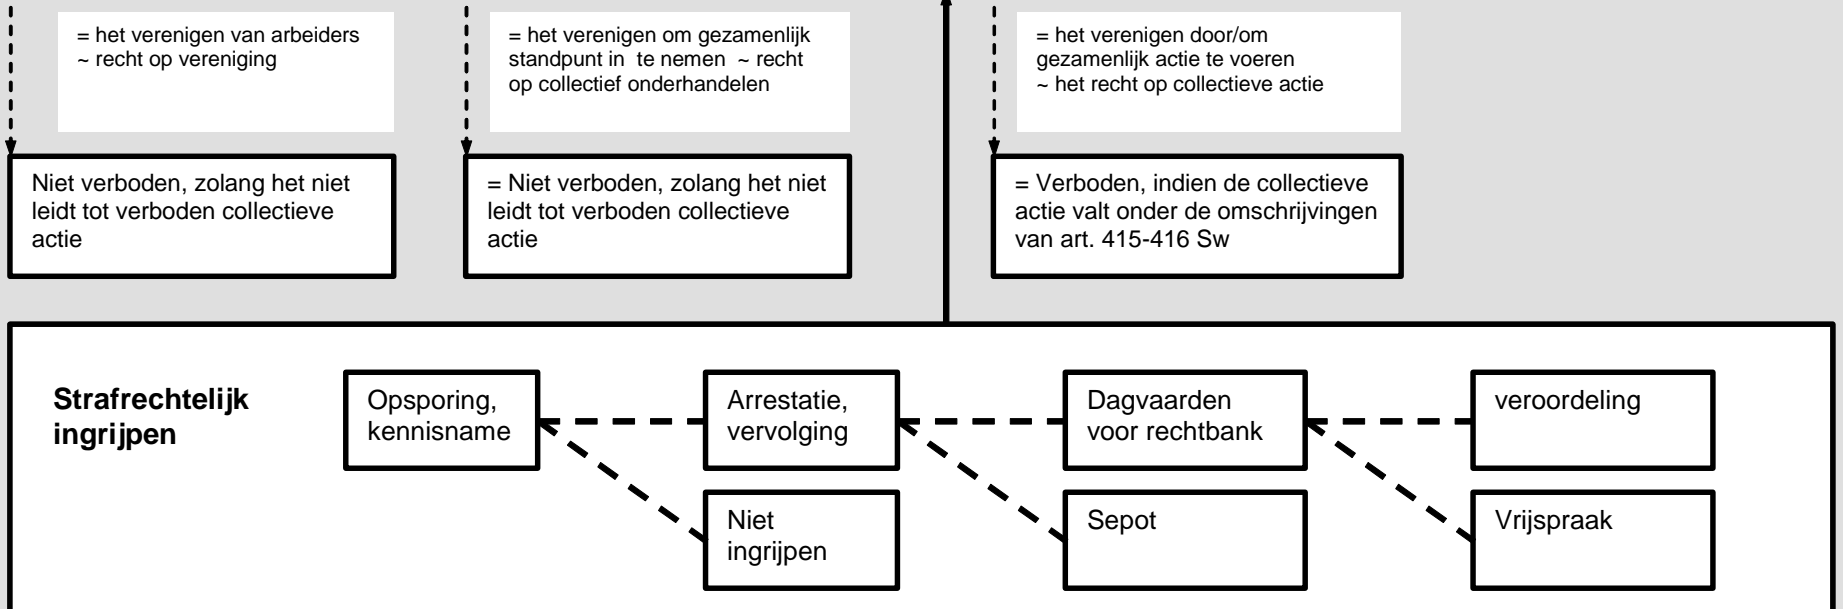 = het verenigen van arbeiders
~ recht op vereniging
= het verenigen om gezamenlijk
standpunt in te nemen ~ recht
op collectief onderhandelen
= het verenigen door/om
gezamenlijk actie te voeren
~ het recht op collectieve actie
Niet verboden, zolang het niet
leidt tot verboden collectieve
actie
= Niet verboden, zolang het niet
leidt tot verboden collectieve
actie
= Verboden, indien de collectieve
actie valt onder de omschrijvingen
van art. 415-416 Sw
Strafrechtelijk
ingrijpen
Opsporing,
kennisname
Arrestatie,
vervolging
Dagvaarden
voor rechtbank
veroordeling
Niet
ingrijpen
Sepot
Vrijspraak